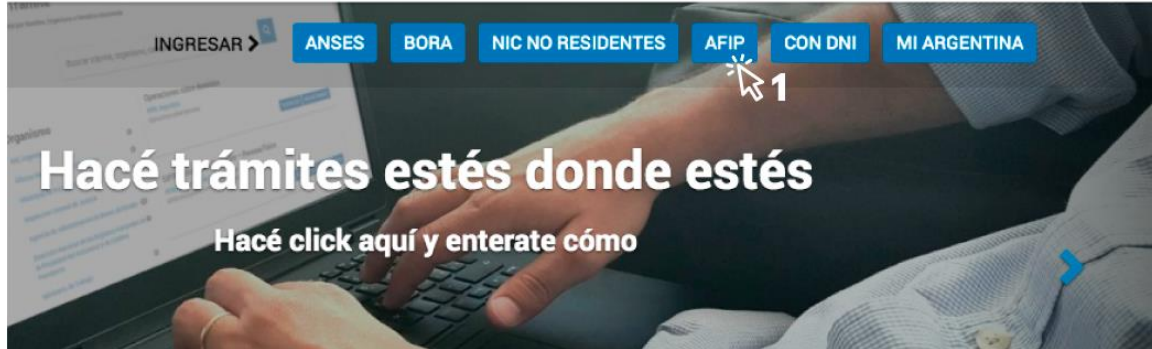 INGRESAR
ANSES
BORA
NIC NO RESIDENTES
AFIP
CON DNI
MI ARGENTINA
1
Hacé trámites estés donde estés
Hacé click aquí y enterate cómo